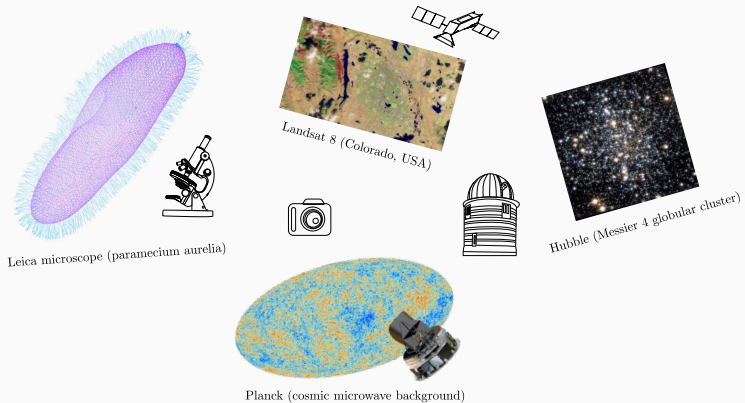 Landsat 8 (Colorado, USA)
Hubble (Messier 4 globular cluster)
Leica microscope (paramecium aurelia)
Planck (cosmic microwave background)